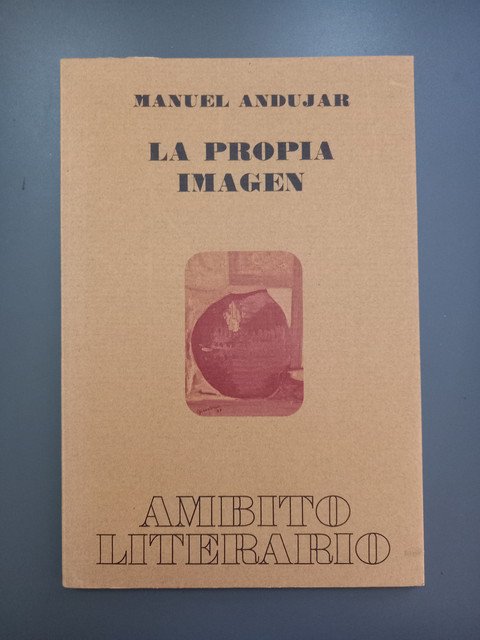 MANUEL ANDUJAR
LA PROPIA
IMAGEN
AMBITO
LITERARIO